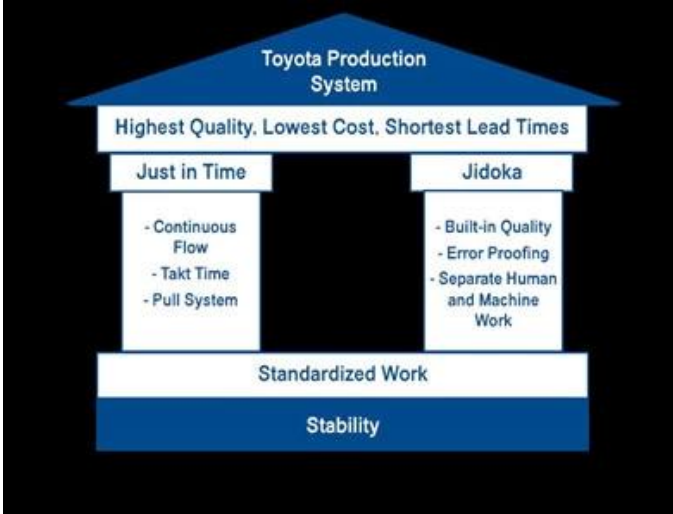 Toyota Production
System
Highest Quality, Lowest Cost, Shortest Lead Times
Just in Time
- Continuous
Flow
- Takt Time
- Pull System
Jidoka
- Built-in Quality
- Error Proofing
- Separate Human
and Machine
Work
Standardized Work
Stability